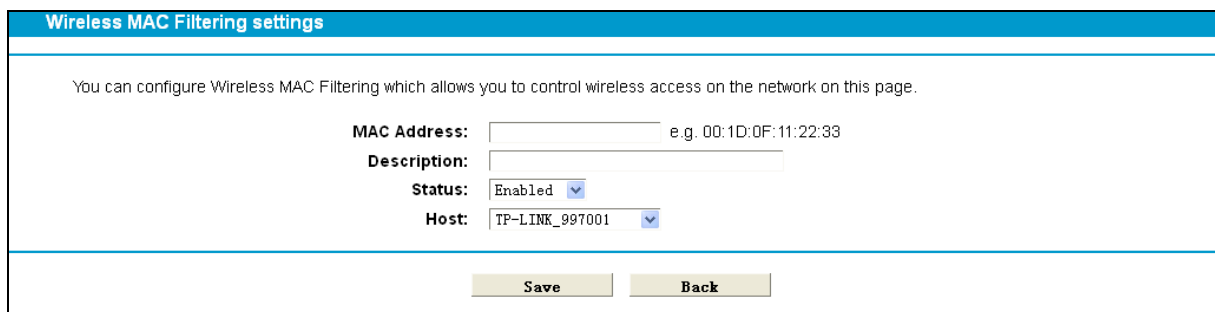 Wireless MAC Filtering settings
You can configure Wireless MAC Filtering which allows you to control wireless access on the network on this page.
MAC Address: e.g. 00:1D:0F:11:22:33
Description:
Status: Enabled
Host: TP-LINK_997001
Save Back